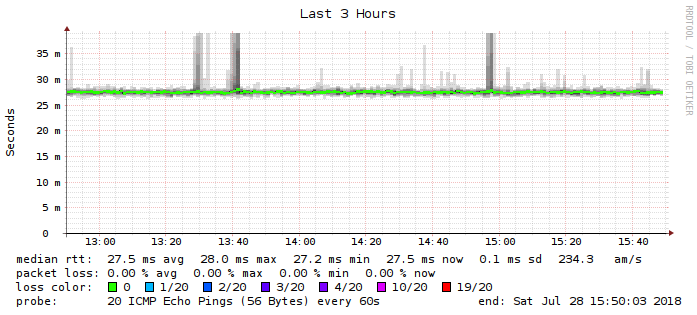 Last 3 Hours
RRDTOOL / TOBI OETIKER
Seconds
35 m
30 m
25 m
20 m
15 m
10 m
5 m
0
13:00 13:20 13:40 14:00 14:20 14:40 15:00 15:20 15:40
median rtt: 27.5 ms avg 28.0 ms max 27.2 ms min 27.5 ms now 0.1 ms sd 234.3 am/s
packet loss: 0.00 % avg 0.00 % max 0.00 % min 0.00 % now
loss color: 0 1/20 2/20 3/20 4/20 10/20 19/20
probe: 20 ICMP Echo Pings (56 Bytes) every 60s end: Sat Jul 28 15:50:03 2018